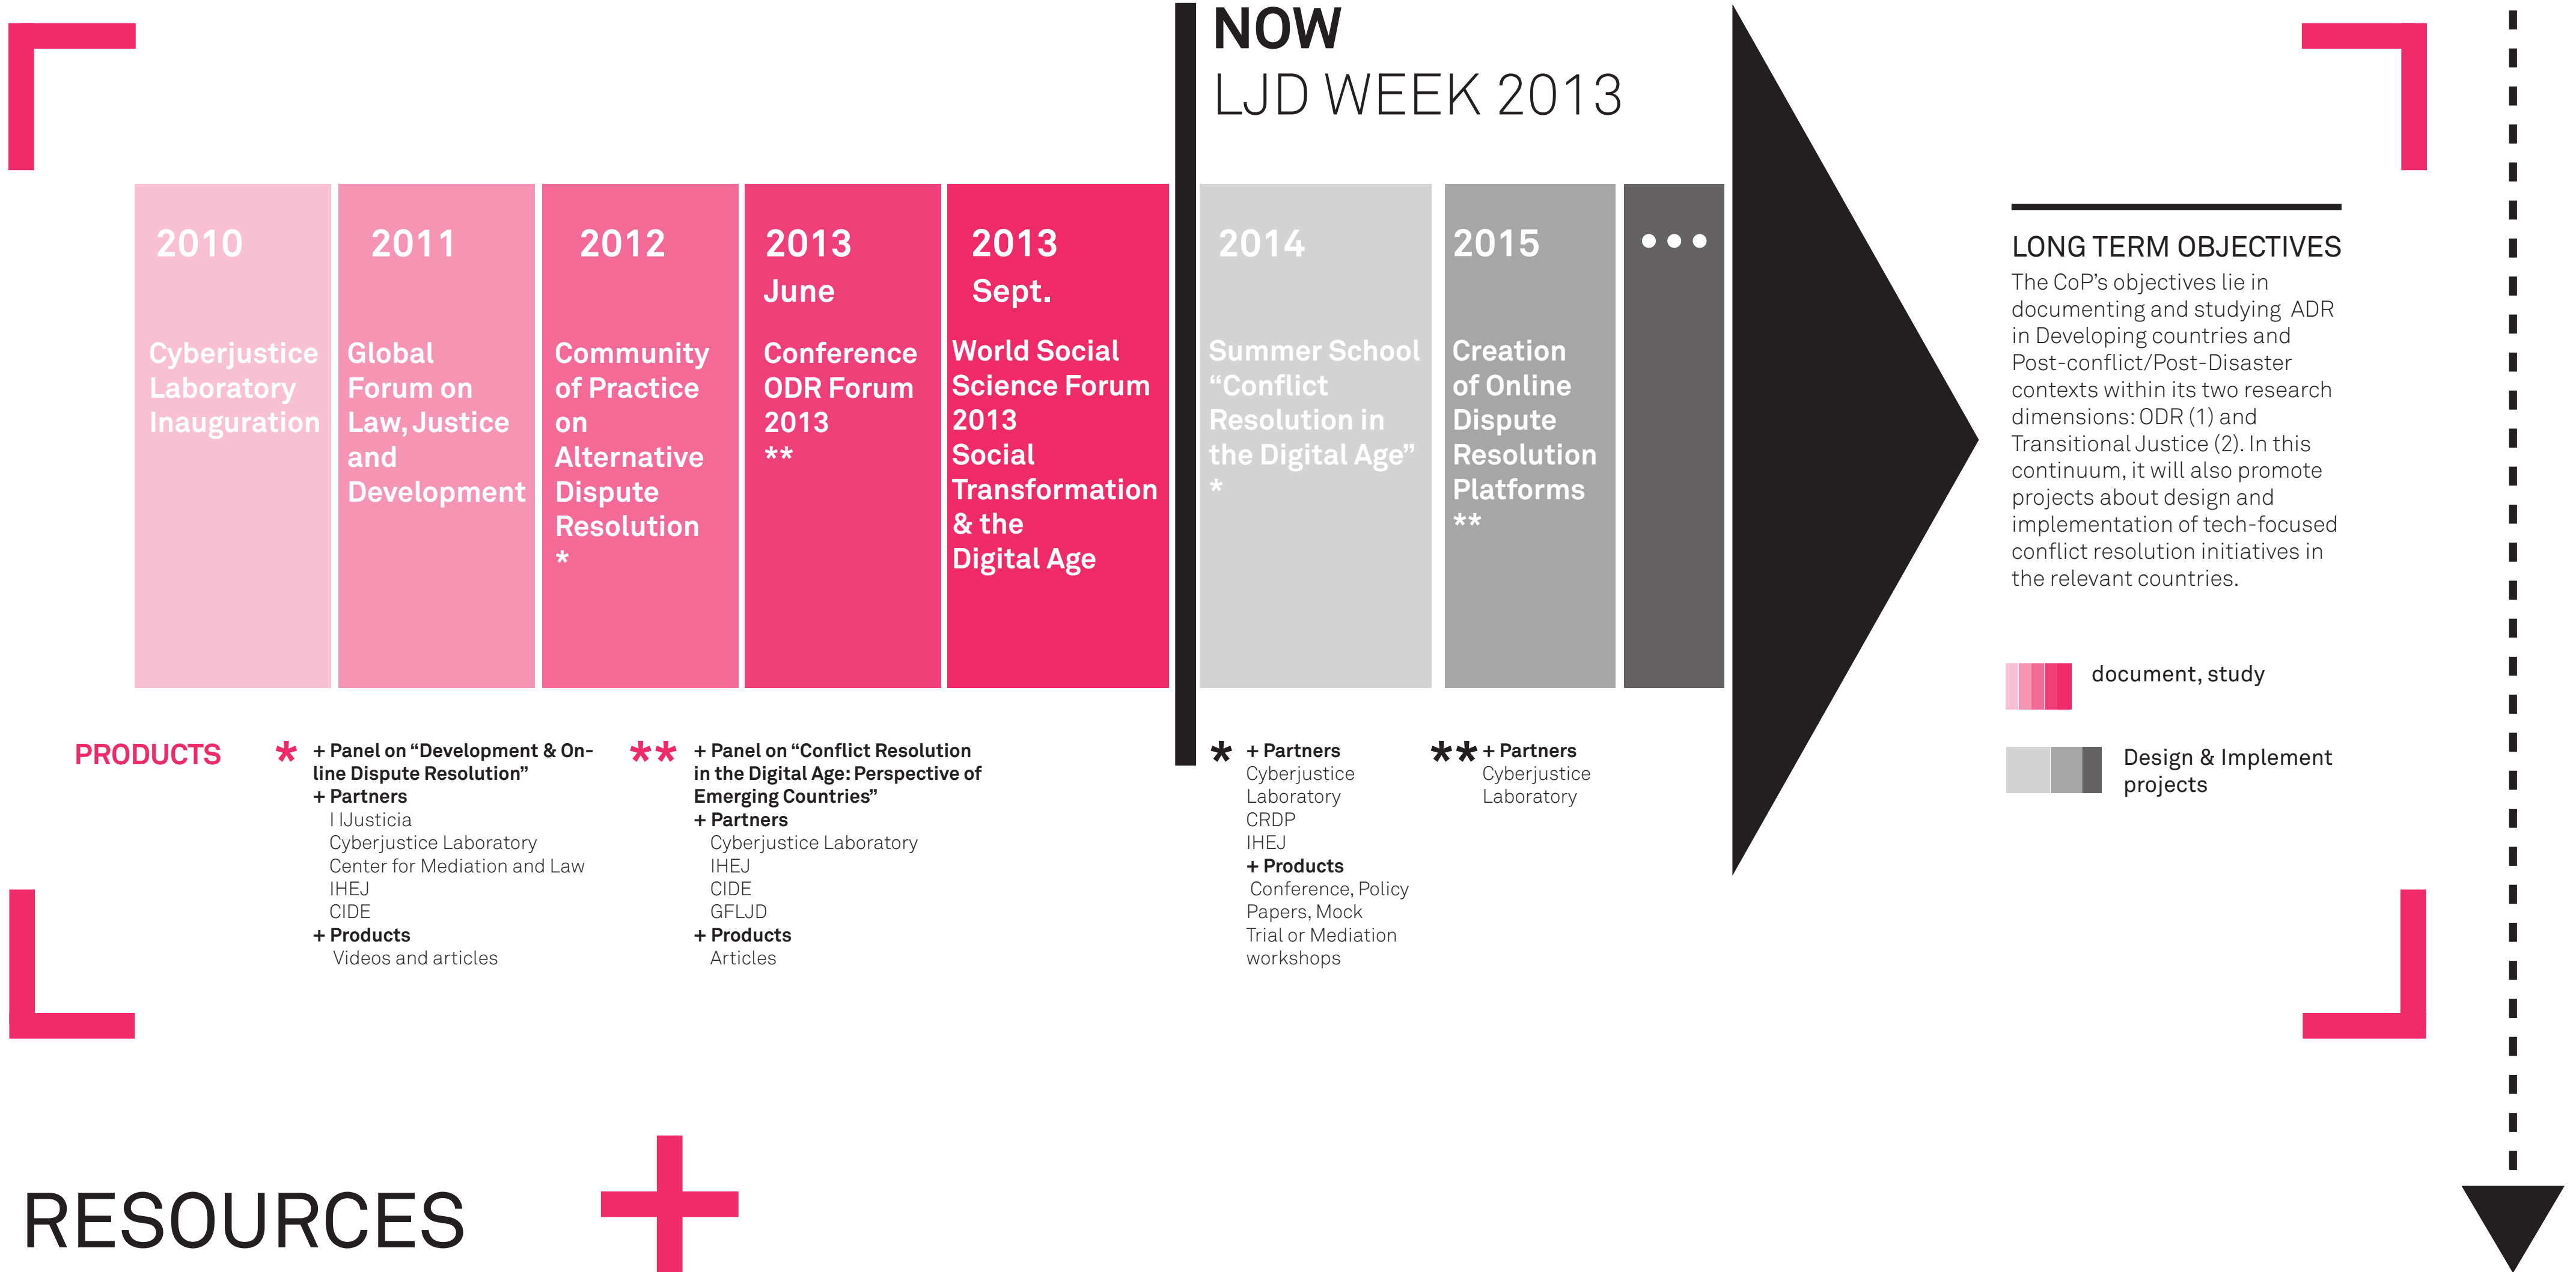 NOW
LJD WEEK 2013
2010
Cyberjustice
Laboratory
Inauguration
2011
Global
Forum on
Law, Justice
and
Development
2012
Community
of Practice
on
Alternative
Dispute
Resolution
*
2013
June
Conference
ODR Forum
2013
**
2013
Sept.
World Social
Science Forum
2013
Social
Transformation
& the
Digital Age
2014
Summer School
“Conflict
Resolution in
the Digital Age”
*
2015
Creation
of Online
Dispute
Resolution
Platforms
**
...
LONG TERM OBJECTIVES
The CoP’s objectives lie in
documenting and studying ADR
in Developing countries and
Post-conflict/Post-Disaster
contexts within its two research
dimensions: ODR (1) and
Transitional Justice (2). In this
continuum, it will also promote
projects about design and
implementation of tech-focused
conflict resolution initiatives in
the relevant countries.
document, study
Design & Implement
projects
PRODUCTS
*
+ Panel on “Development & On-
line Dispute Resolution”
+ Partners
I IJusticia
Cyberjustice Laboratory
Center for Mediation and Law
IHEJ
CIDE
+ Products
Videos and articles
**
+ Panel on “Conflict Resolution
in the Digital Age: Perspective of
Emerging Countries”
+ Partners
Cyberjustice Laboratory
IHEJ
CIDE
GFLJD
+ Products
Articles
*
+ Partners
Cyberjustice
Laboratory
CRDP
IHEJ
+ Products
Conference, Policy
Papers, Mock
Trial or Mediation
workshops
**
+ Partners
Cyberjustice
Laboratory
RESOURCES